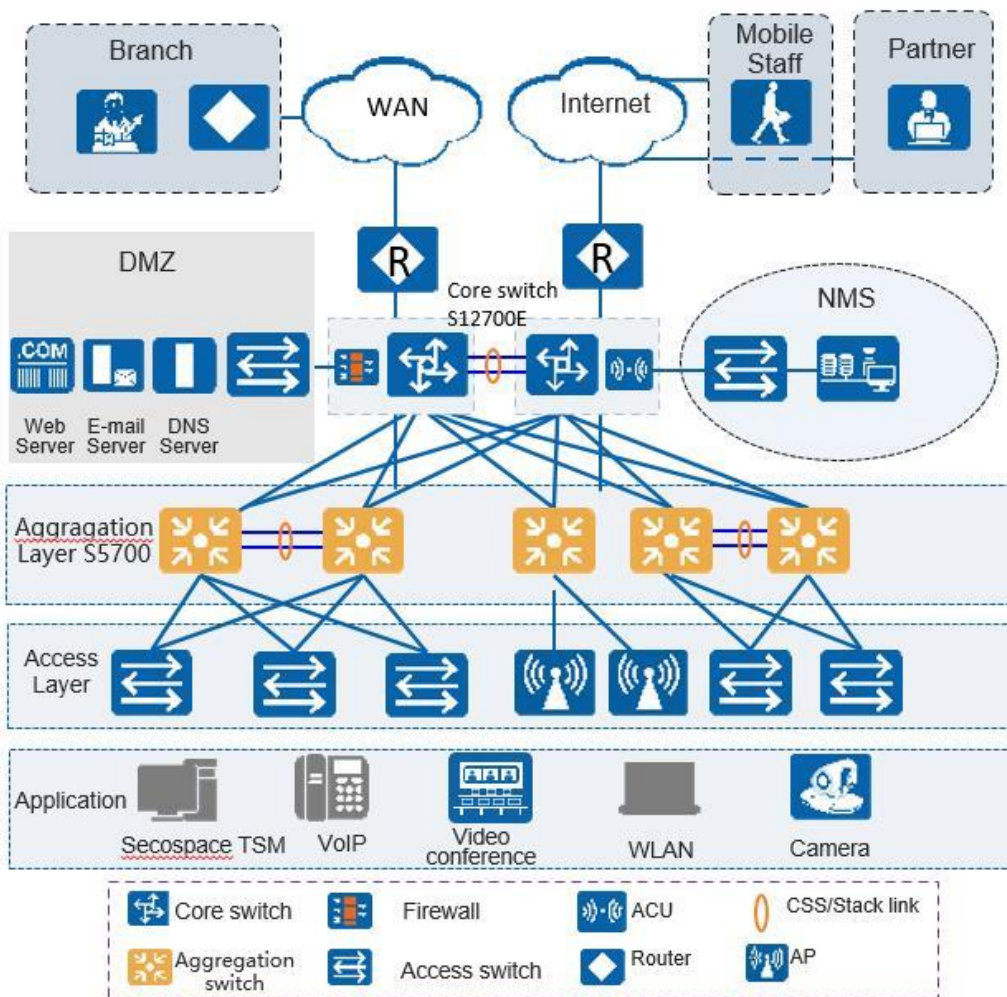 Branch
WAN
Internet
Mobile
Staff
Partner
DMZ
R
R
Core switch
S12700E
NMS
.COM
Web
Server
E-mail
Server
DNS
Server
Aggragation
Layer S5700
Access
Layer
Application
Secospace TSM
VoIP
Video
conference
WLAN
Camera
Core switch
Firewall
ACU
CSS/Stack link
Aggregation
switch
Access switch
Router
AP